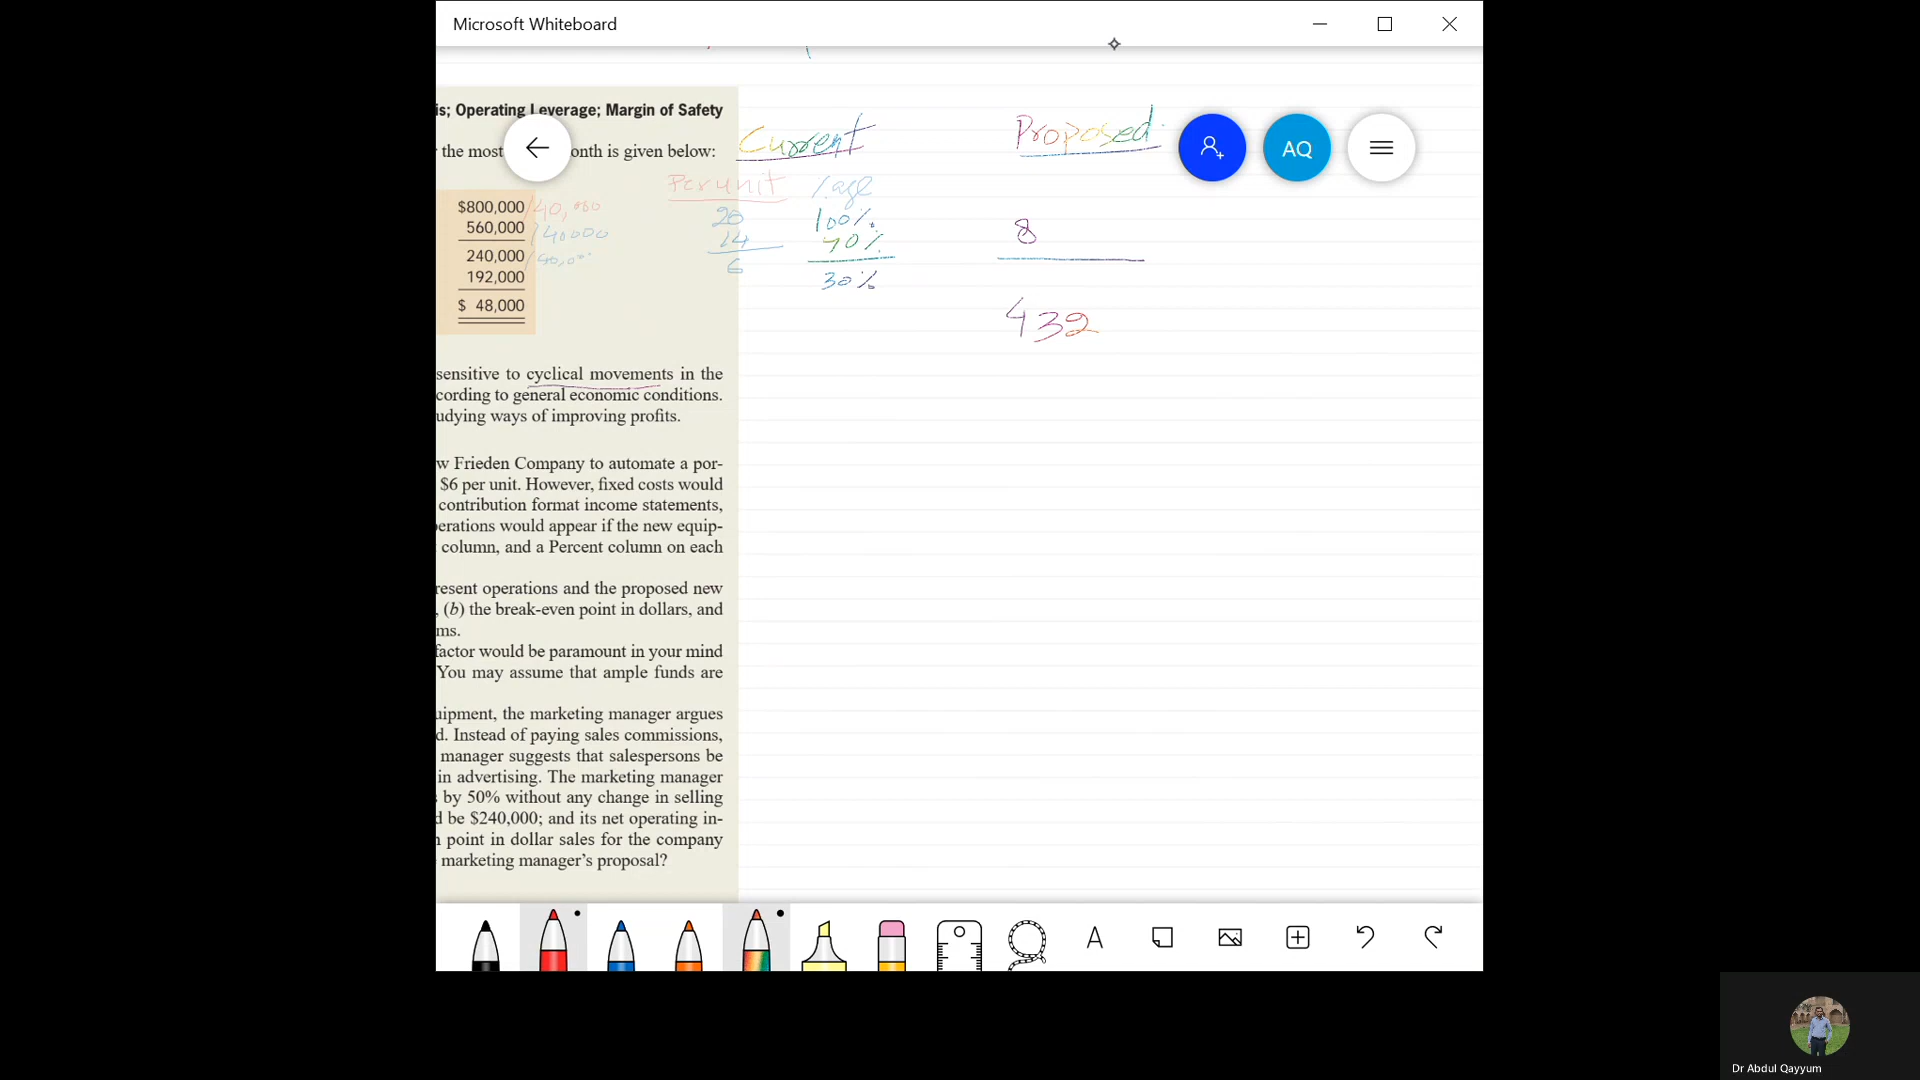 Microsoft Whiteboard
is; Operating Leverage; Margin of Safety
Current
Proposed
AQ
the most
onth is given below:
Per unit
/.age
$800,000
/40,000
20
100%
560,000
/40000
14
70%
8
240,000
/40,000
6
30%
192,000
$ 48,000
432
sensitive to cyclical movements in the
cording to general economic conditions.
udying ways of improving profits.
w Frieden Company to automate a por-
$6 per unit. However, fixed costs would
contribution format income statements,
erations would appear if the new equip-
column, and a Percent column on each
resent operations and the proposed new
, (b) the break-even point in dollars, and
ms.
factor would be paramount in your mind
You may assume that ample funds are
uipment, the marketing manager argues
d. Instead of paying sales commissions,
manager suggests that salespersons be
in advertising. The marketing manager
by 50% without any change in selling
d be $240,000; and its net operating in-
point in dollar sales for the company
marketing manager's proposal?
Dr Abdul Qayyum